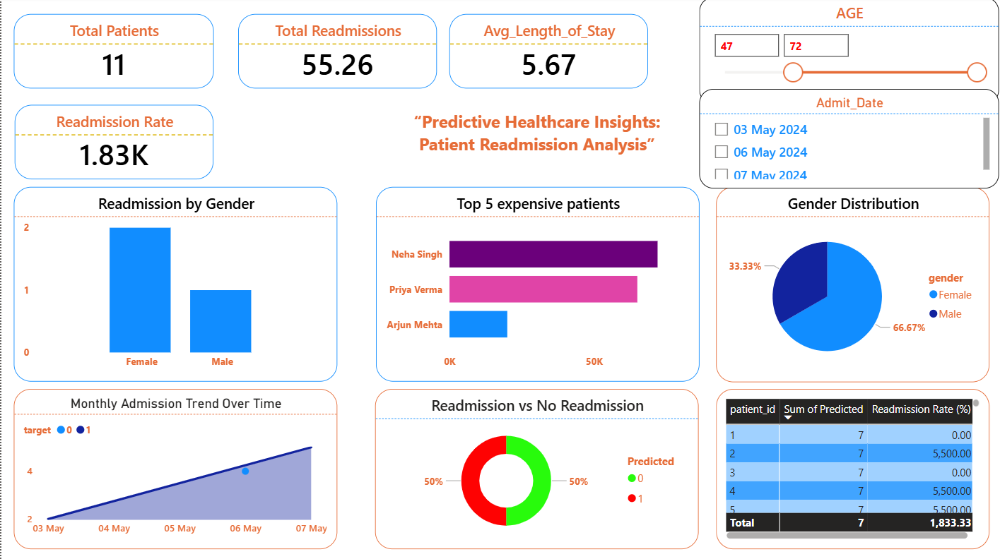 Total Patients
11
Total Readmissions
55.26
Avg_Length_of_Stay
5.67
AGE
47
72
Admit_Date
03 May 2024
06 May 2024
07 May 2024
Readmission Rate
1.83K
“Predictive Healthcare Insights:
Patient Readmission Analysis”
Readmission by Gender
2
1
0
Female
Male
Top 5 expensive patients
Neha Singh
Priya Verma
Arjun Mehta
0K
50K
Gender Distribution
33.33%
66.67%
gender
Female
Male
Monthly Admission Trend Over Time
target 0 1
4
2
03 May
04 May
05 May
06 May
07 May
Readmission vs No Readmission
50%
50%
Predicted
0
1
patient_id Sum of Predicted Readmission Rate (%)
1 7 0.00
2 7 5,500.00
3 7 0.00
4 7 5,500.00
5 7 5,500.00
Total 7 1,833.33